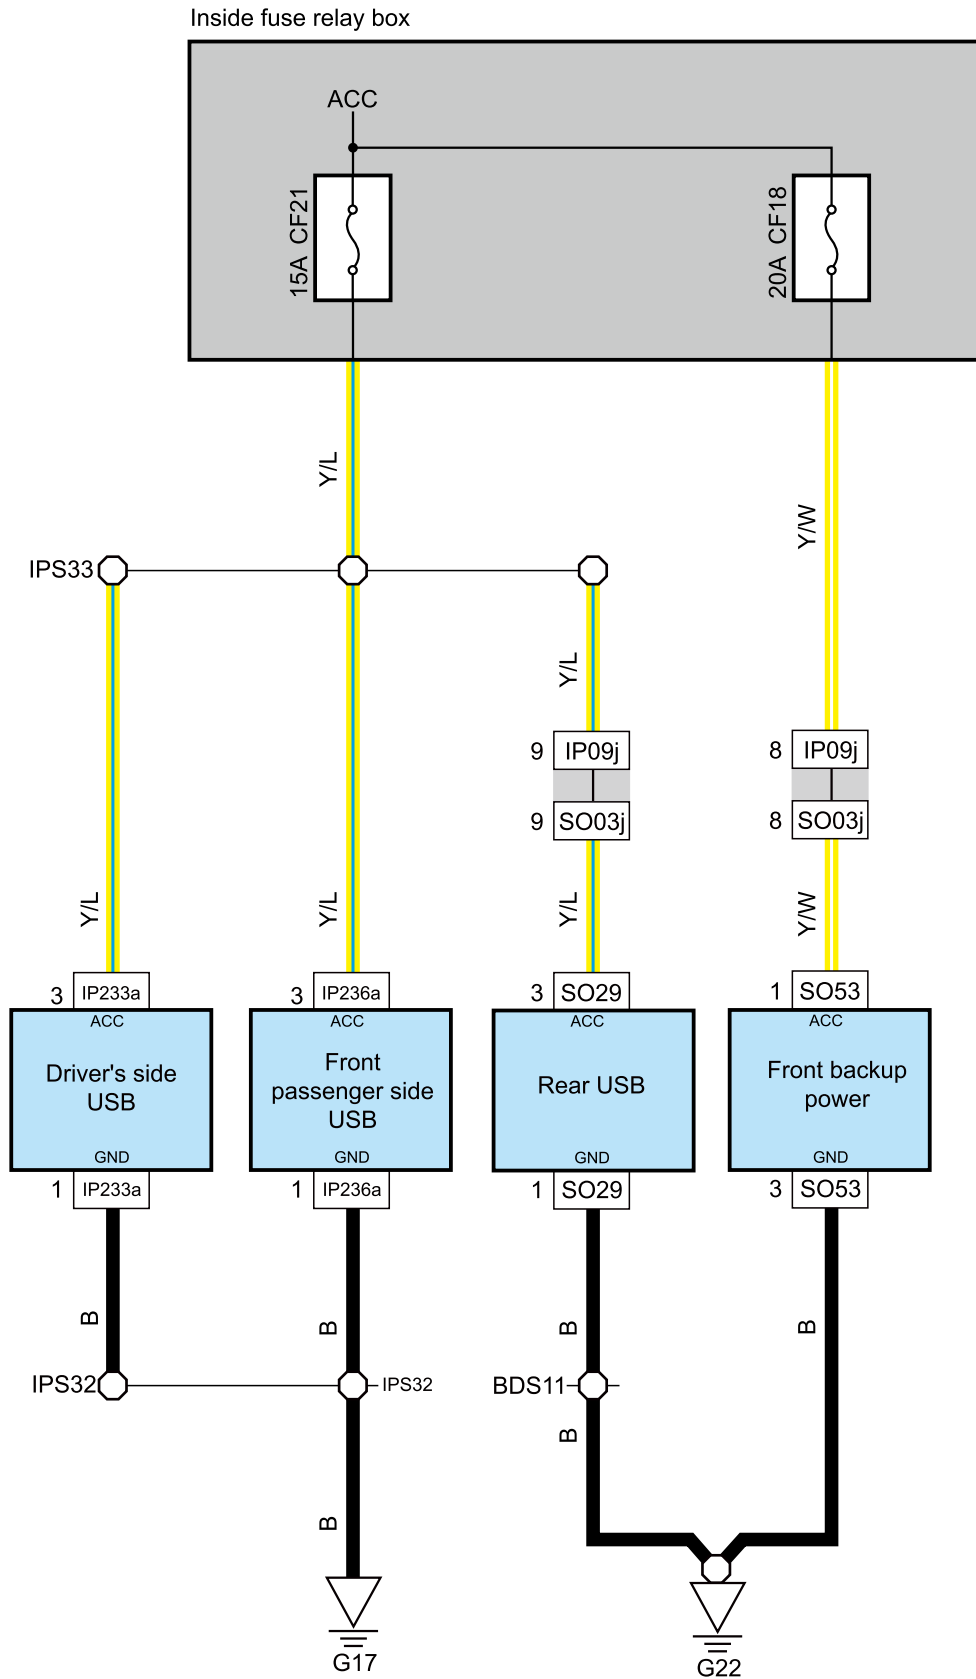 Inside fuse relay box
ACC
15A CF21
20A CF18
Y/L
Y/W
IPS33
Y/L
9 IP09j
8 IP09j
9 SO03j
8 SO03j
Y/L
Y/L
Y/L
Y/W
3 IP233a
3 IP236a
3 SO29
1 SO53
ACC
ACC
ACC
ACC
Driver's side
USB
Front
passenger side
USB
Rear USB
Front backup
power
GND
GND
GND
GND
1 IP233a
1 IP236a
1 SO29
3 SO53
B
B
B
B
IPS32
IPS32
BDS11
B
B
G17
G22